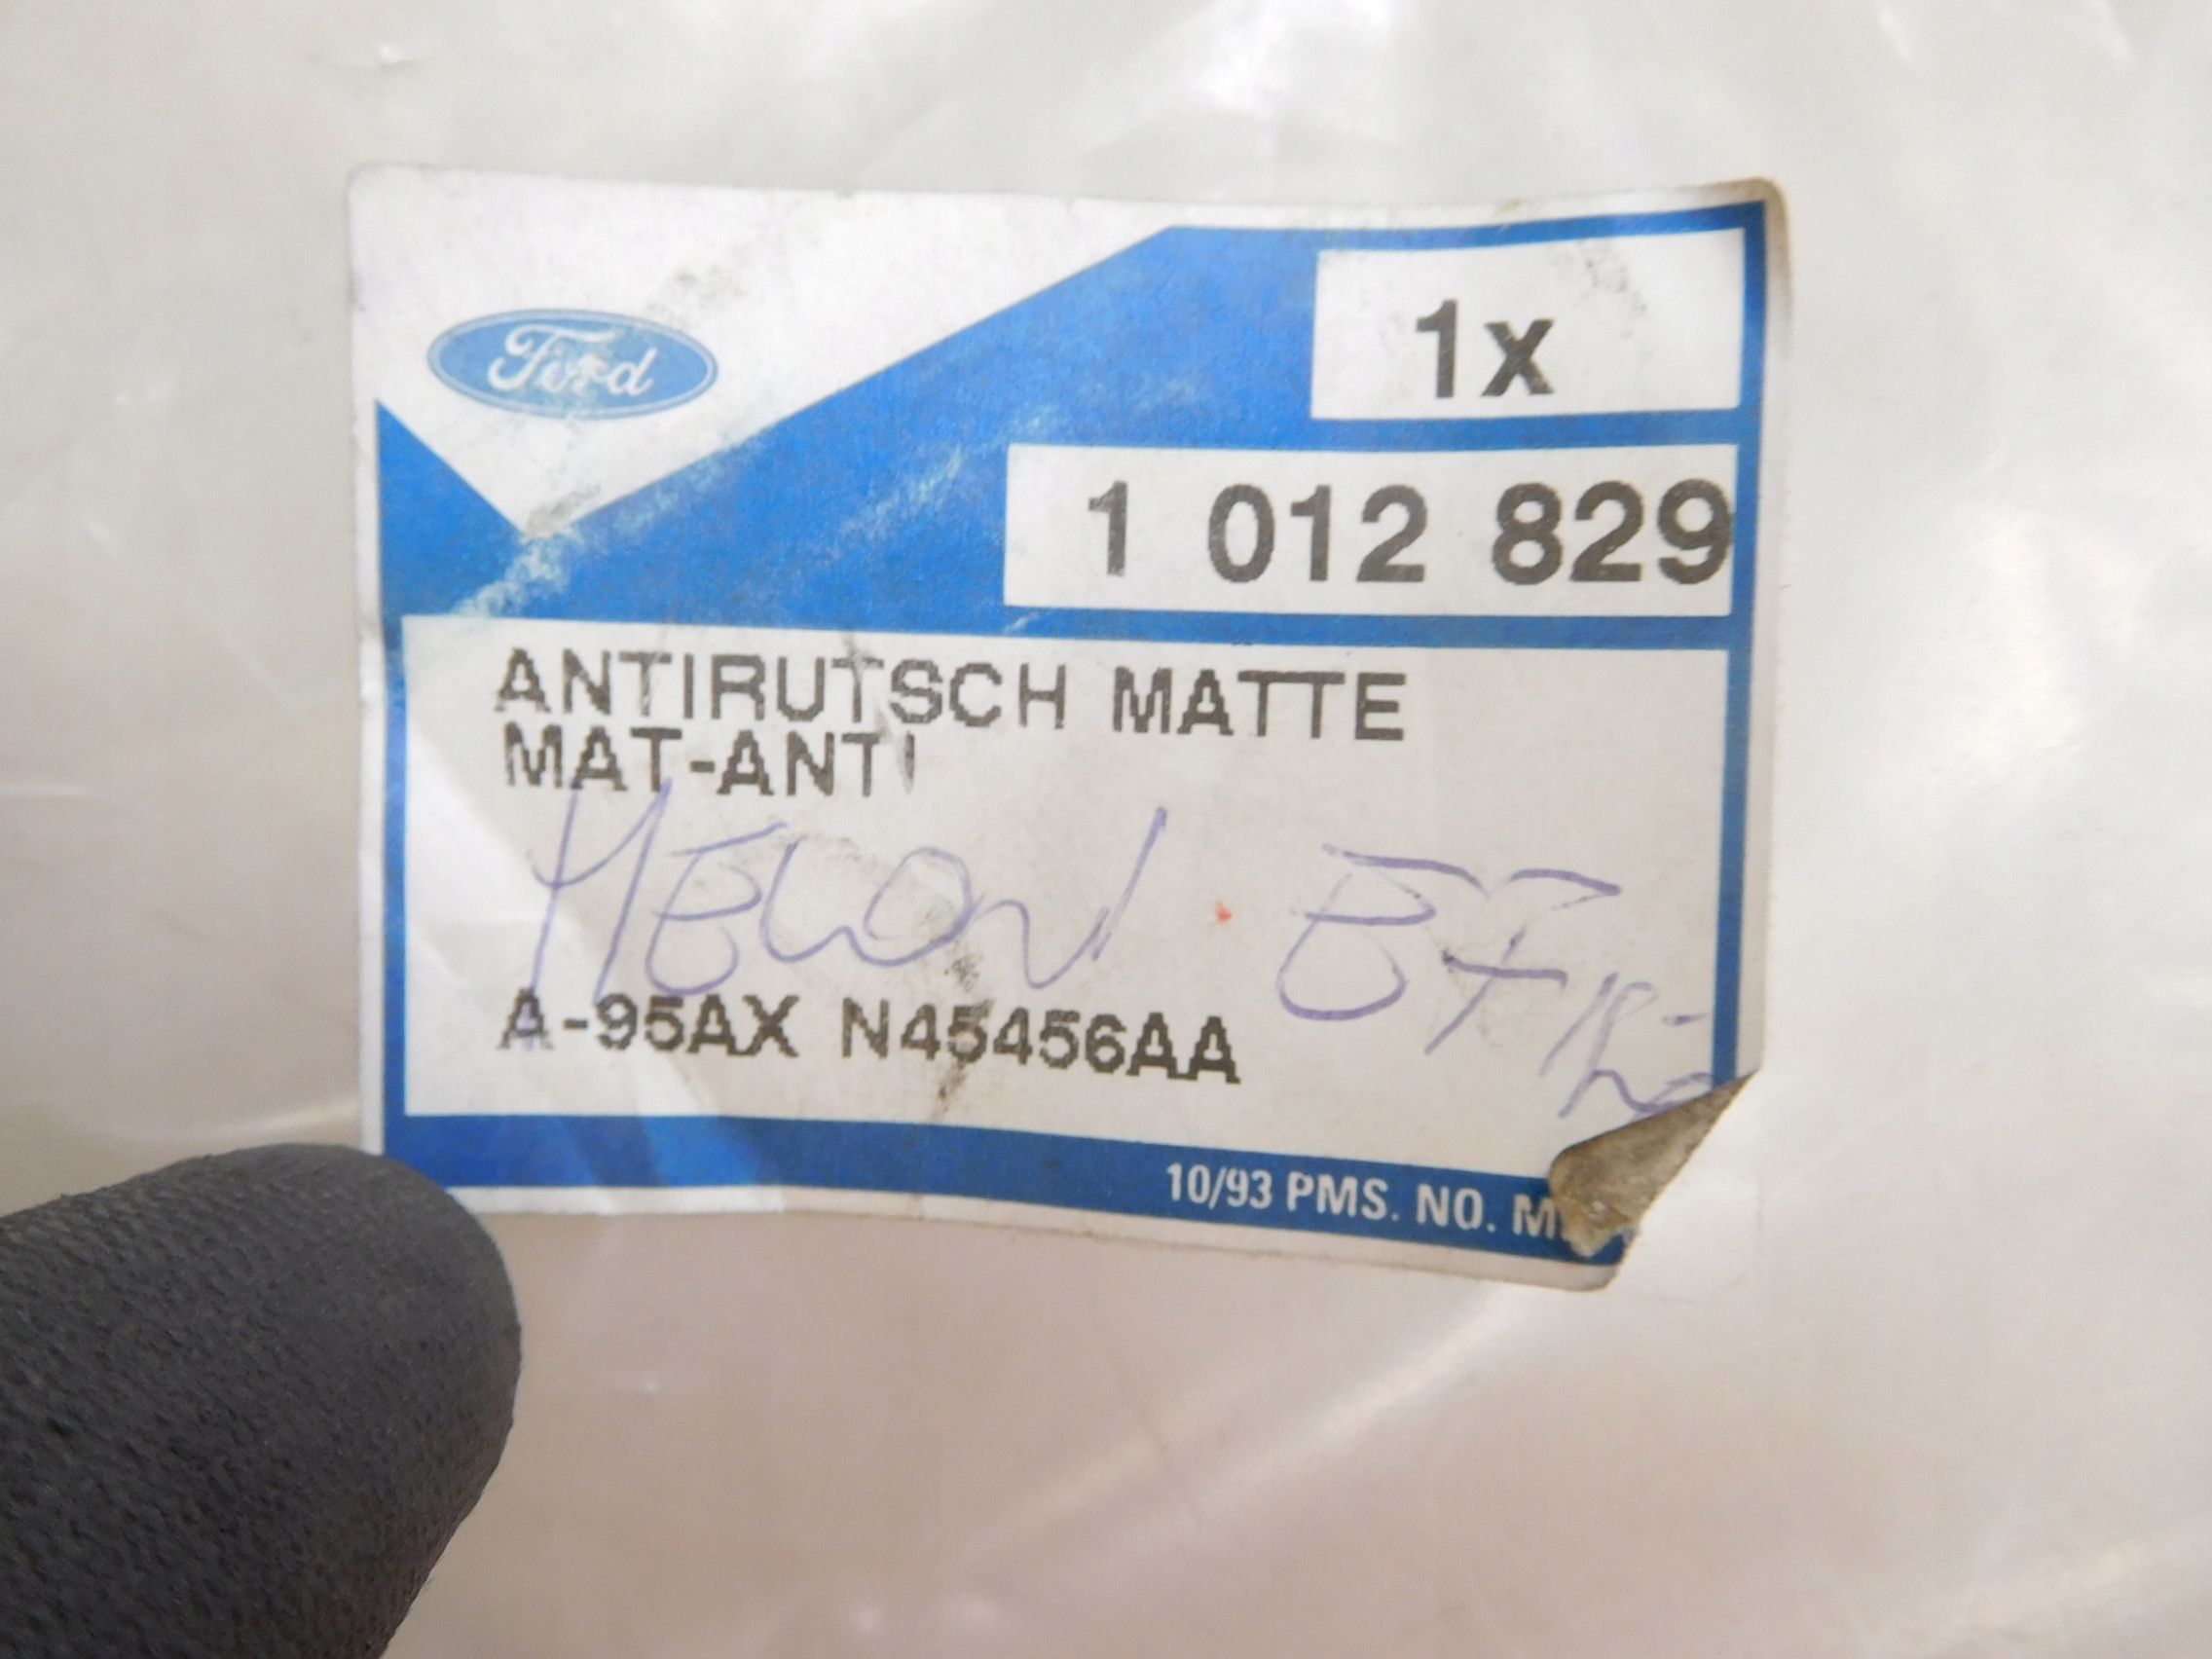 Ford
1x
1 012 829
ANTIRUTSCH MATTE
MAT-ANTI
A-95AX N45456AA
10/93 PMS. NO.